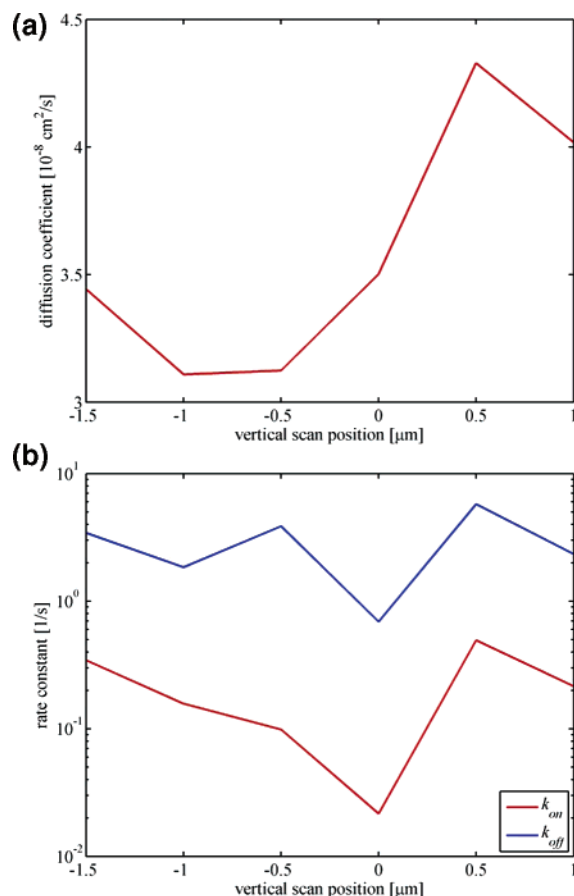 (a)
diffusion coefficient [10⁻⁸ cm²/s]
4.5
4
3.5
3
-1.5 -1 -0.5 0 0.5 1
vertical scan position [μm]
(b)
rate constant [1/s]
10¹
10⁰
10⁻¹
10⁻²
k_on
k_off
-1.5 -1 -0.5 0 0.5 1
vertical scan position [μm]